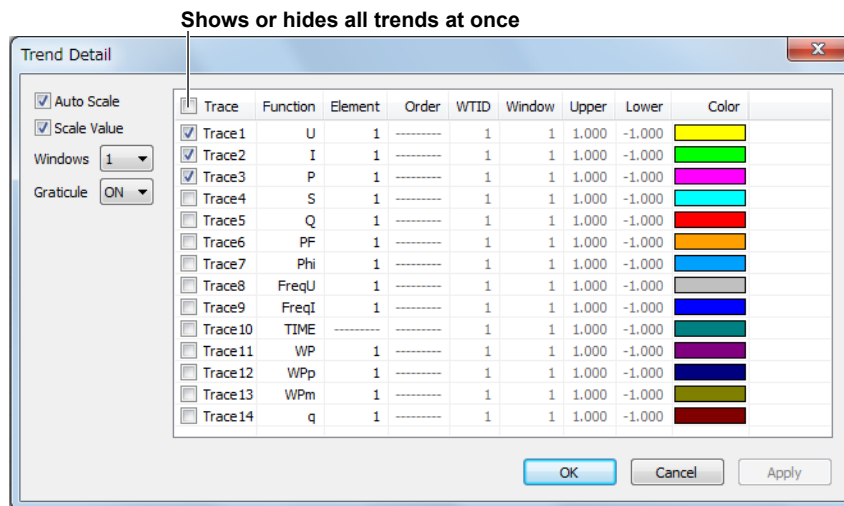 Shows or hides all trends at once
Trend Detail
Auto Scale
Scale Value
Windows 1
Graticule ON
Trace Function Element Order WTID Window Upper Lower Color
Trace1 U 1 --------- 1 1 1.000 -1.000
Trace2 I 1 --------- 1 1 1.000 -1.000
Trace3 P 1 --------- 1 1 1.000 -1.000
Trace4 S 1 --------- 1 1 1.000 -1.000
Trace5 Q 1 --------- 1 1 1.000 -1.000
Trace6 PF 1 --------- 1 1 1.000 -1.000
Trace7 Phi 1 --------- 1 1 1.000 -1.000
Trace8 FreqU 1 --------- 1 1 1.000 -1.000
Trace9 FreqI 1 --------- 1 1 1.000 -1.000
Trace10 TIME --------- --------- 1 1 1.000 -1.000
Trace11 WP 1 --------- 1 1 1.000 -1.000
Trace12 WPp 1 --------- 1 1 1.000 -1.000
Trace13 WPm 1 --------- 1 1 1.000 -1.000
Trace14 q 1 --------- 1 1 1.000 -1.000
OK Cancel Apply